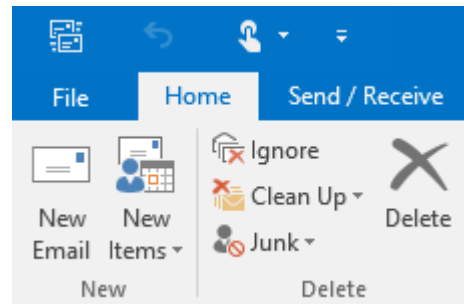 File Home Send / Receive
New Email
New Items
Ignore
Clean Up
Junk
Delete
New Delete